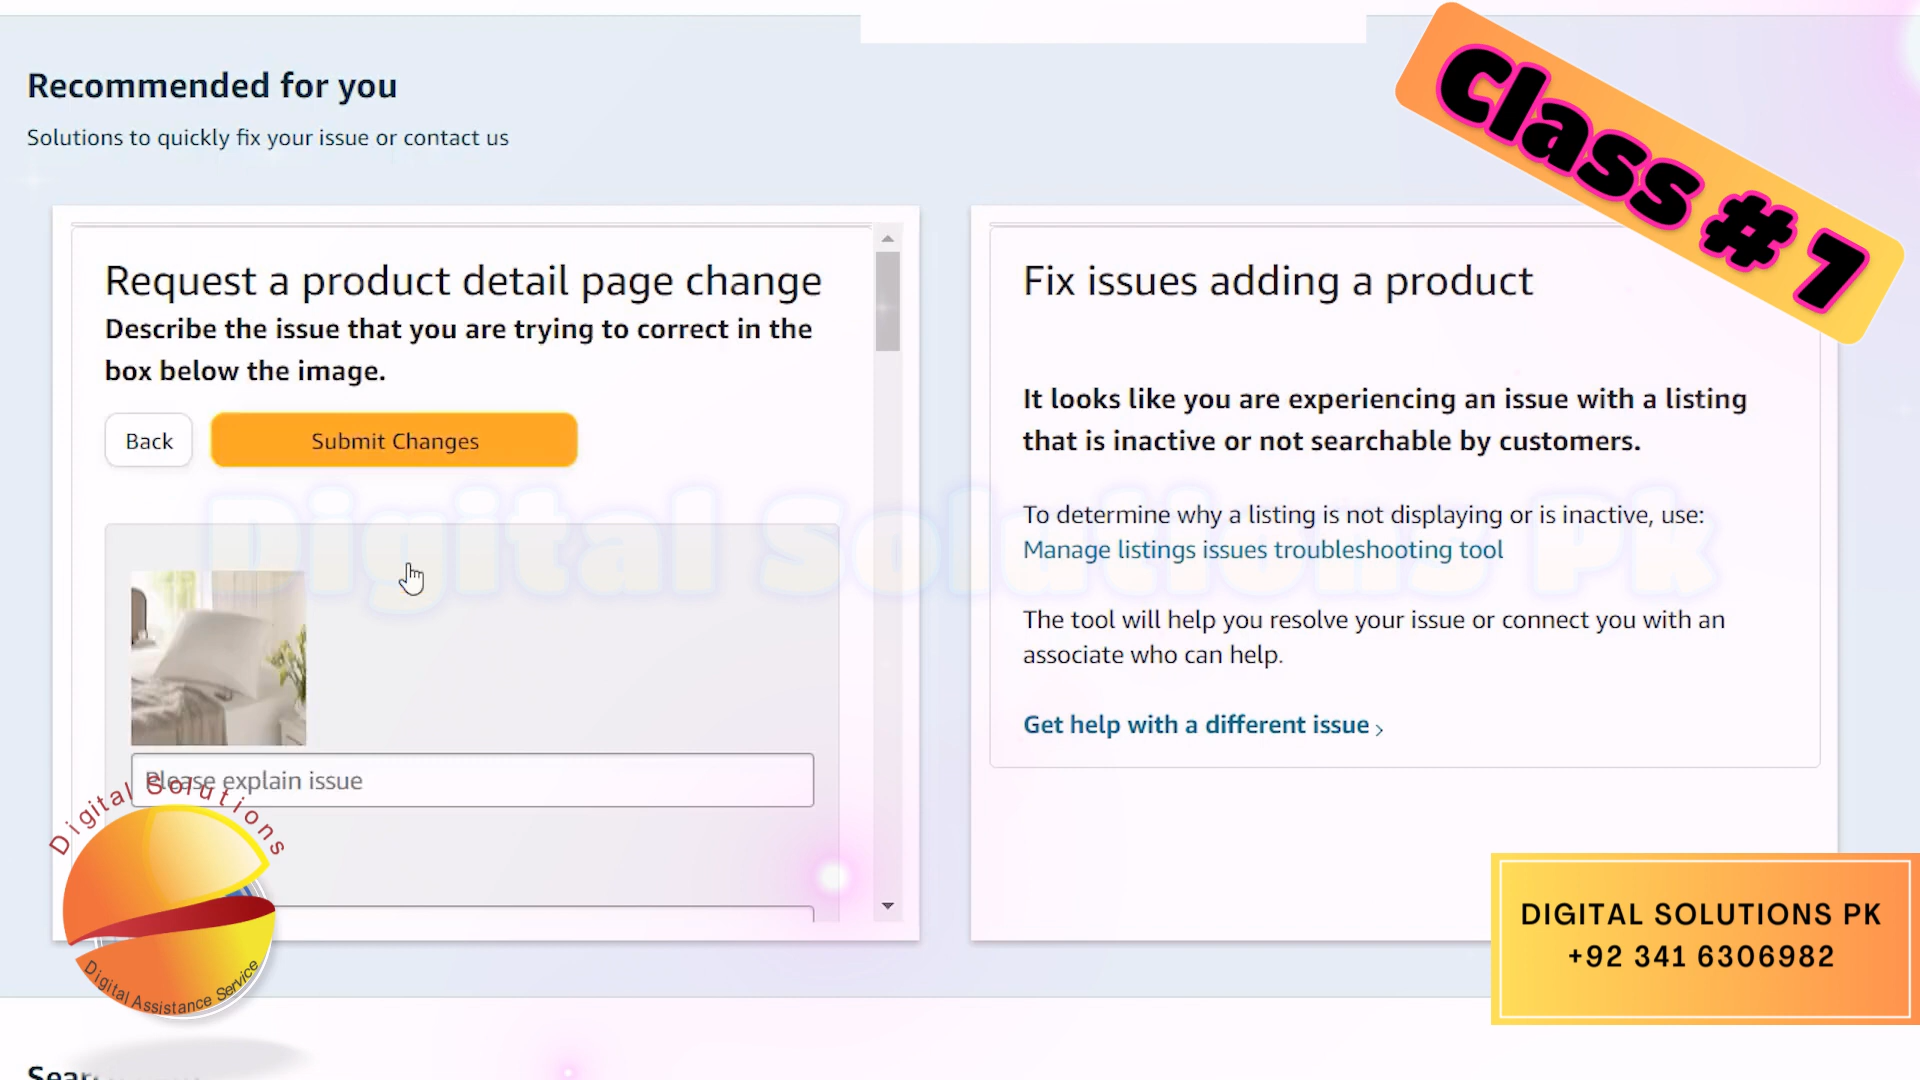 Recommended for you
Solutions to quickly fix your issue or contact us
Class # 7
Request a product detail page change
Describe the issue that you are trying to correct in the
box below the image.
Back
Submit Changes
Please explain issue
Fix issues adding a product
It looks like you are experiencing an issue with a listing
that is inactive or not searchable by customers.
To determine why a listing is not displaying or is inactive, use:
Manage listings issues troubleshooting tool
The tool will help you resolve your issue or connect you with an
associate who can help.
Get help with a different issue ›
Digital Solutions Pk
Digital Solutions
Digital Assistance Service
DIGITAL SOLUTIONS PK
+92 341 6306982